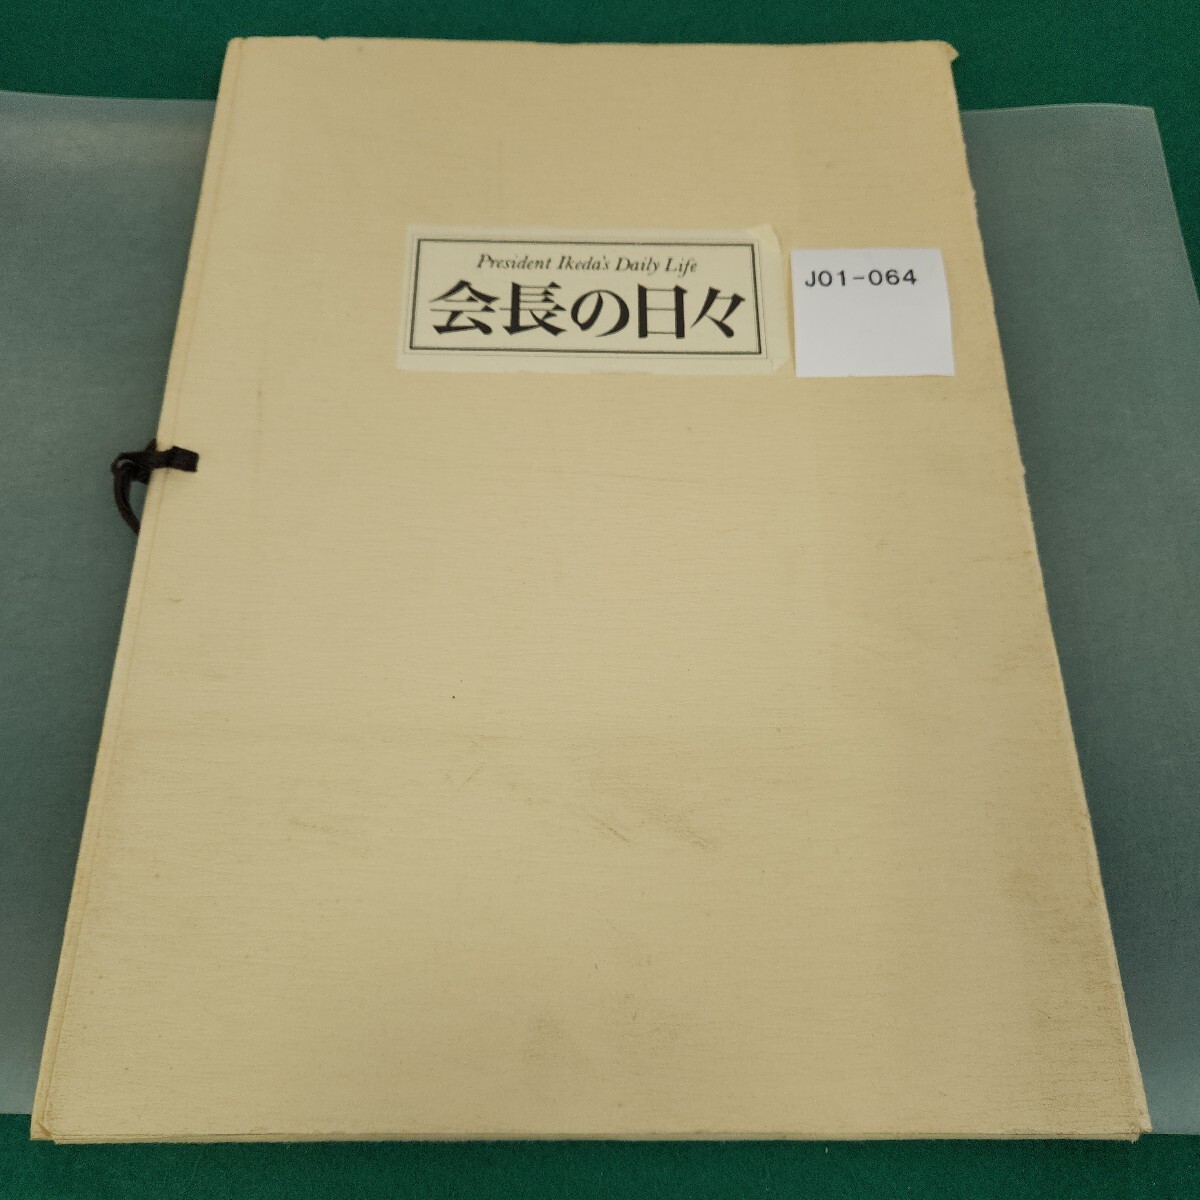 President Ikeda's Daily Life
会長の日々
J01-064